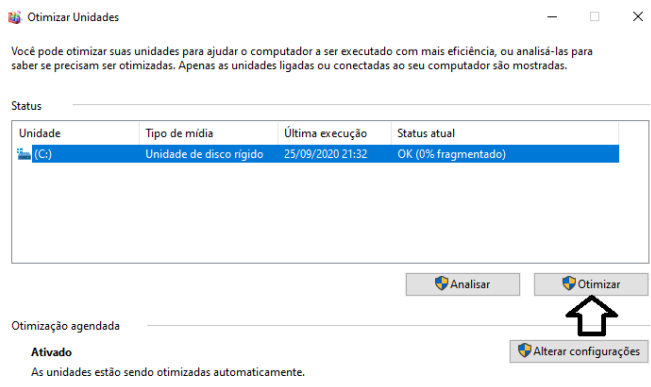 Otimizar Unidades
Você pode otimizar suas unidades para ajudar o computador a ser executado com mais eficiência, ou analisá-las para
saber se precisam ser otimizadas. Apenas as unidades ligadas ou conectadas ao seu computador são mostradas.
Status
Unidade Tipo de mídia Última execução Status atual
(C:) Unidade de disco rígido 25/09/2020 21:32 OK (0% fragmentado)
Analisar Otimizar
Otimização agendada
Ativado Alterar configurações
As unidades estão sendo otimizadas automaticamente.